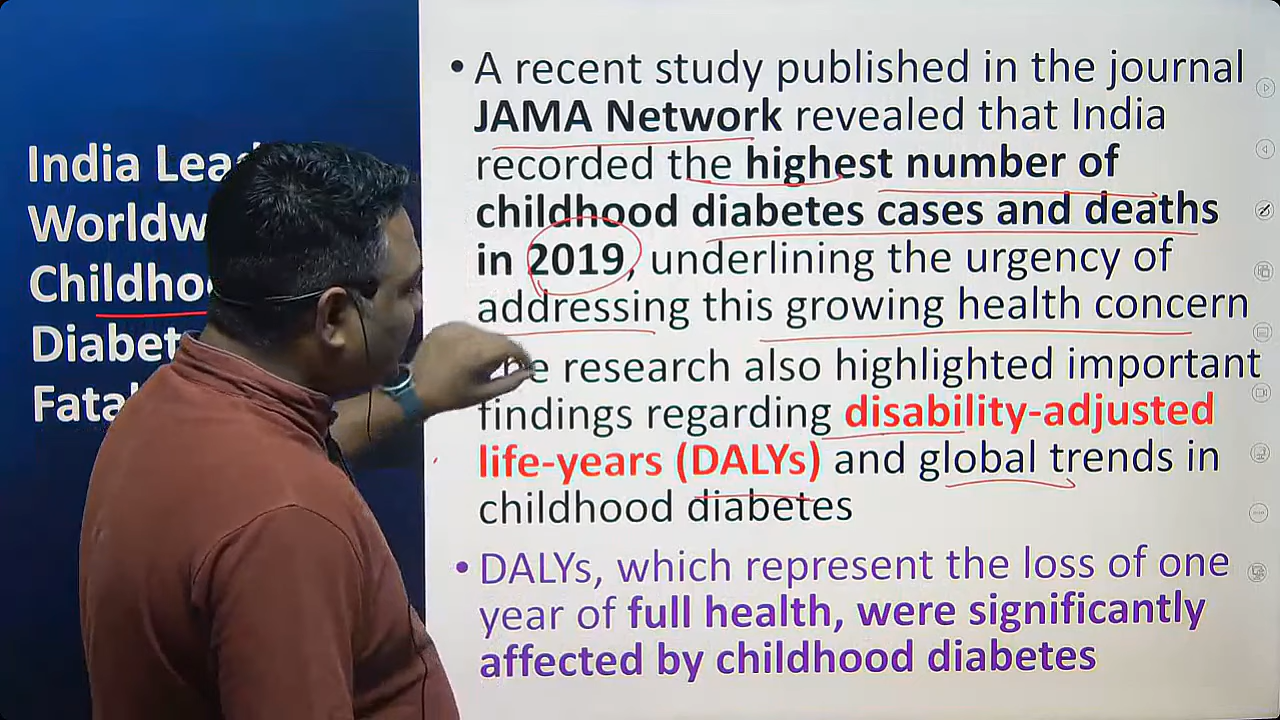 India
Worldw
Childho
Diabet
Fata
• A recent study published in the journal
JAMA Network revealed that India
recorded the highest number of
childhood diabetes cases and deaths
in 2019, underlining the urgency of
addressing this growing health concern
research also highlighted important
findings regarding disability-adjusted
life-years (DALYs) and global trends in
childhood diabetes
• DALYs, which represent the loss of one
year of full health, were significantly
affected by childhood diabetes